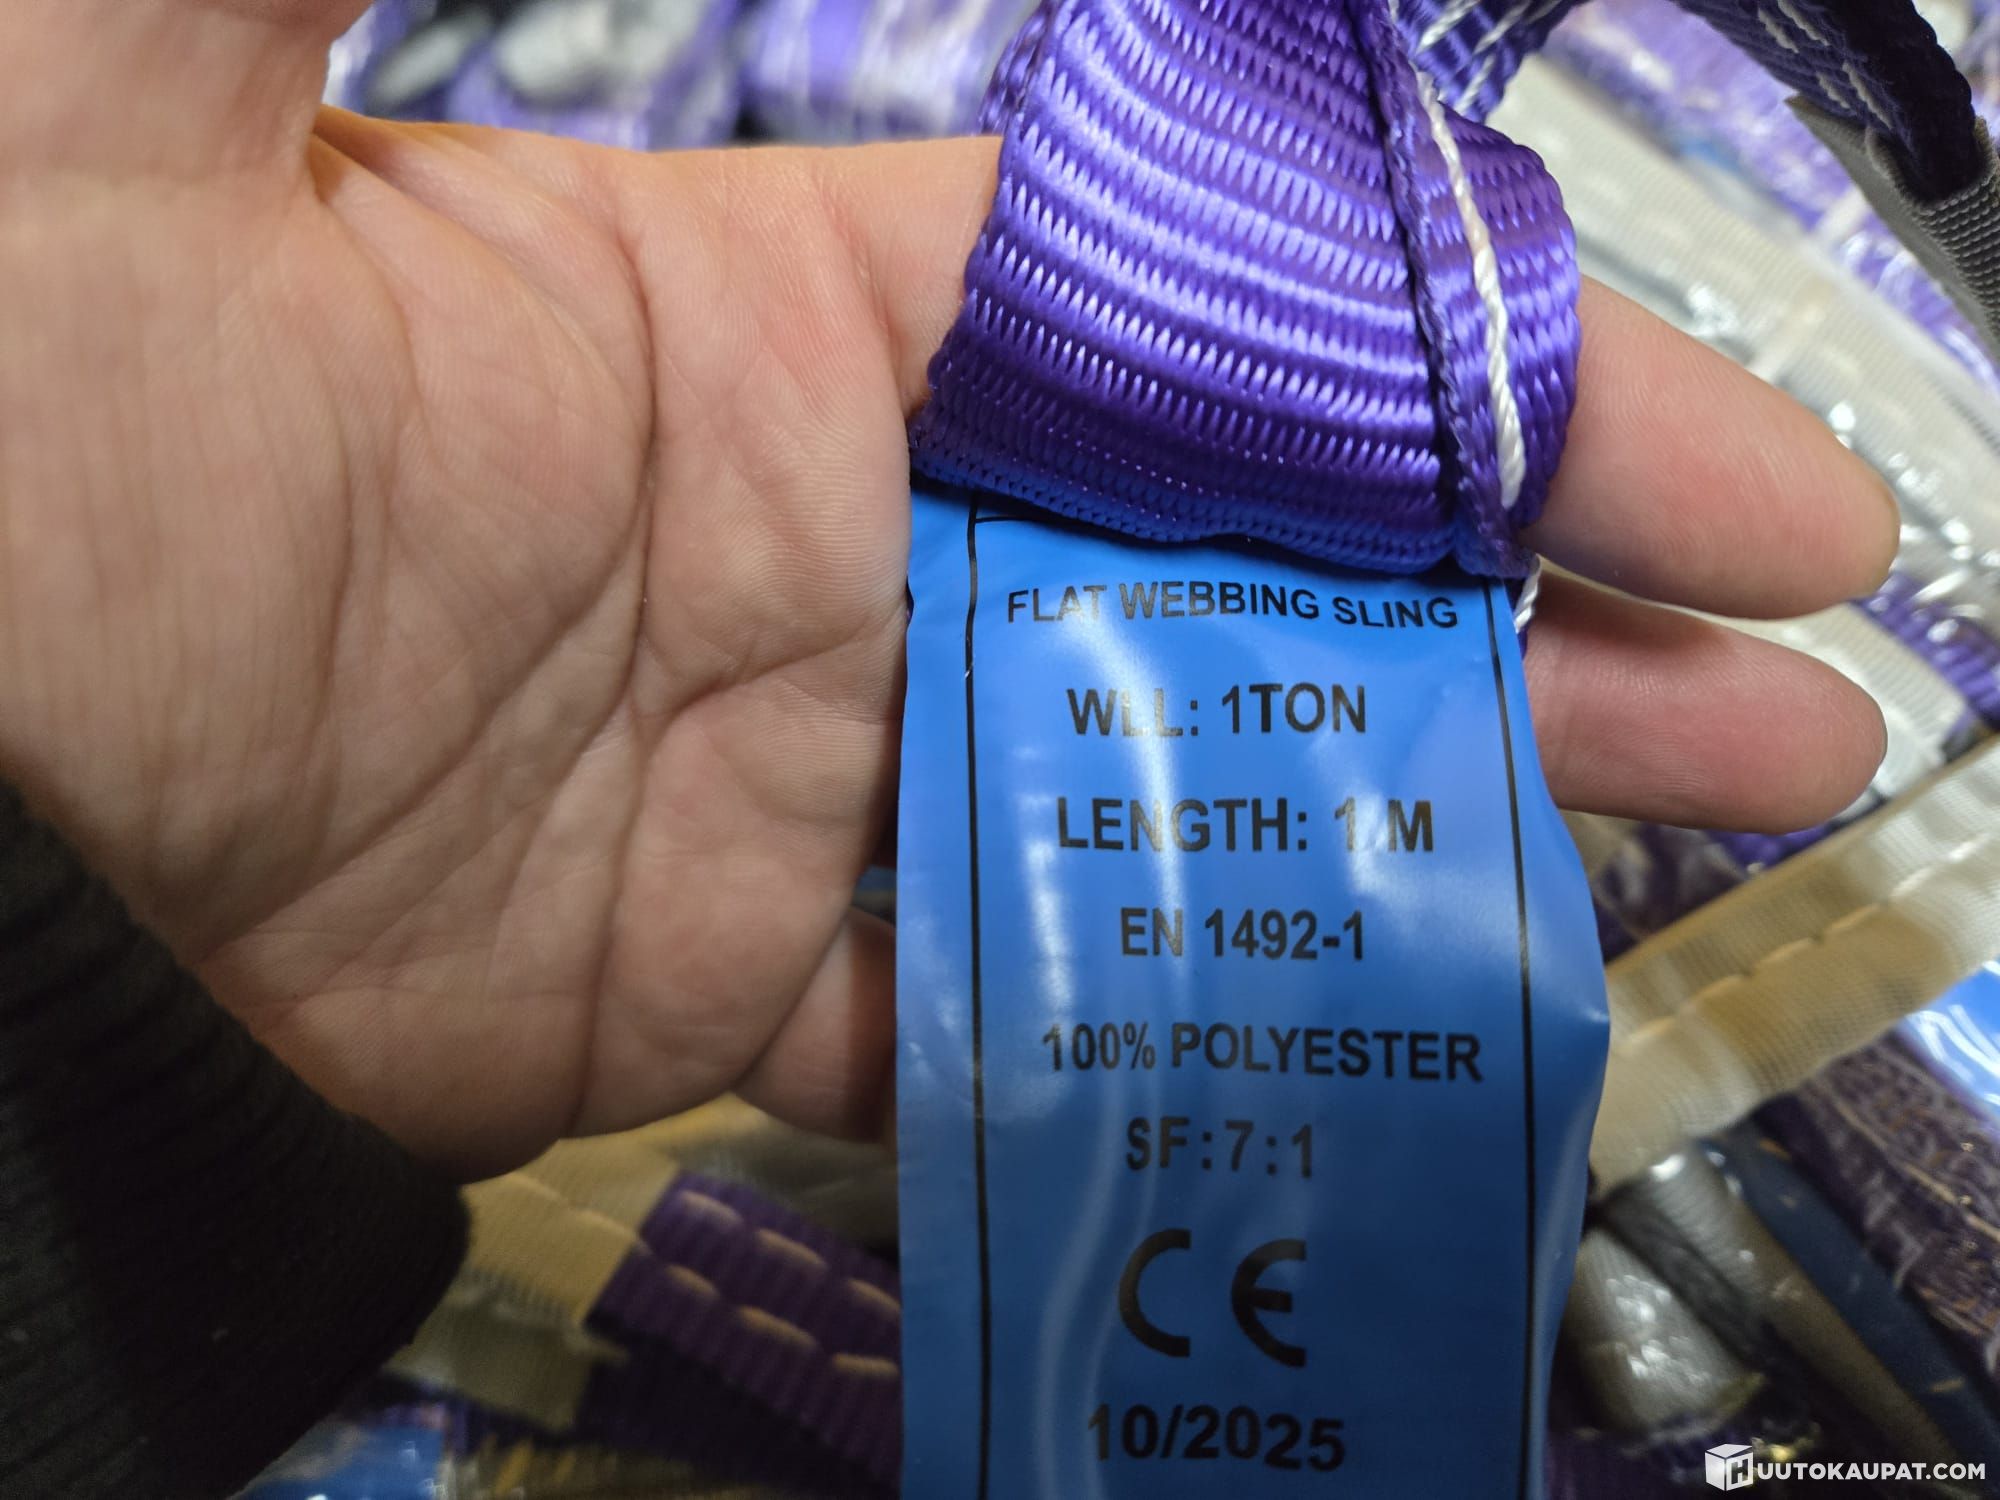 FLAT WEBBING SLING
WLL: 1TON
LENGTH: 1 M
EN 1492-1
100% POLYESTER
SF:7:1
CE
10/2025
HUUTOKAUPAT.COM